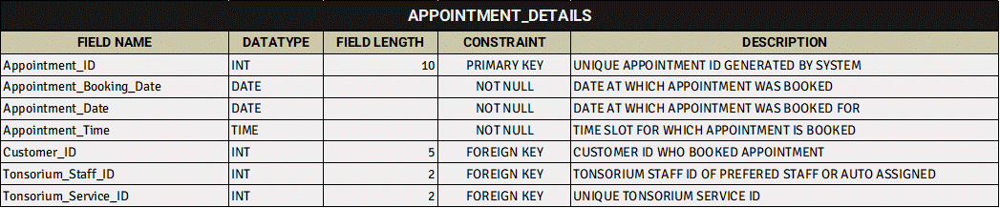 APPOINTMENT_DETAILS
FIELD NAME DATATYPE FIELD LENGTH CONSTRAINT DESCRIPTION
Appointment_ID INT 10 PRIMARY KEY UNIQUE APPOINTMENT ID GENERATED BY SYSTEM
Appointment_Booking_Date DATE NOT NULL DATE AT WHICH APPOINTMENT WAS BOOKED
Appointment_Date DATE NOT NULL DATE AT WHICH APPOINTMENT WAS BOOKED FOR
Appointment_Time TIME NOT NULL TIME SLOT FOR WHICH APPOINTMENT IS BOOKED
Customer_ID INT 5 FOREIGN KEY CUSTOMER ID WHO BOOKED APPOINTMENT
Tonsorium_Staff_ID INT 2 FOREIGN KEY TONSORIUM STAFF ID OF PREFERED STAFF OR AUTO ASSIGNED
Tonsorium_Service_ID INT 2 FOREIGN KEY UNIQUE TONSORIUM SERVICE ID